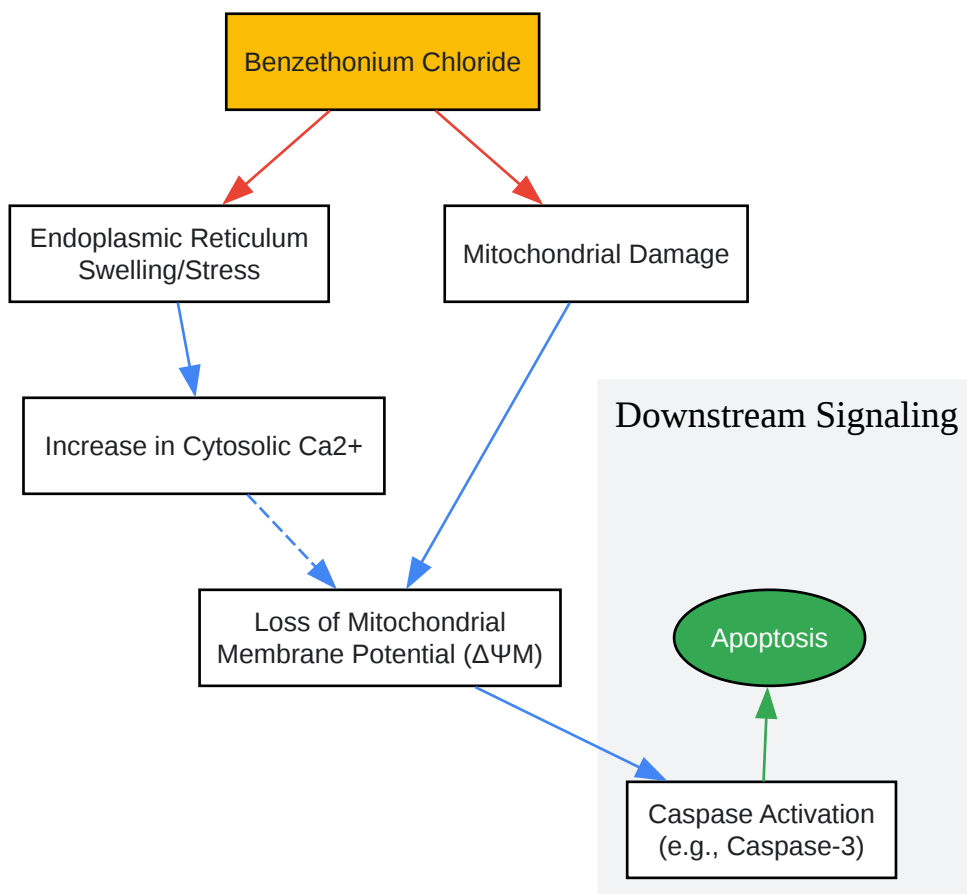 Benzethonium Chloride
Endoplasmic Reticulum
Swelling/Stress
Mitochondrial Damage
Increase in Cytosolic Ca2+
Downstream Signaling
Loss of Mitochondrial
Membrane Potential (ΔΨM)
Apoptosis
Caspase Activation
(e.g., Caspase-3)